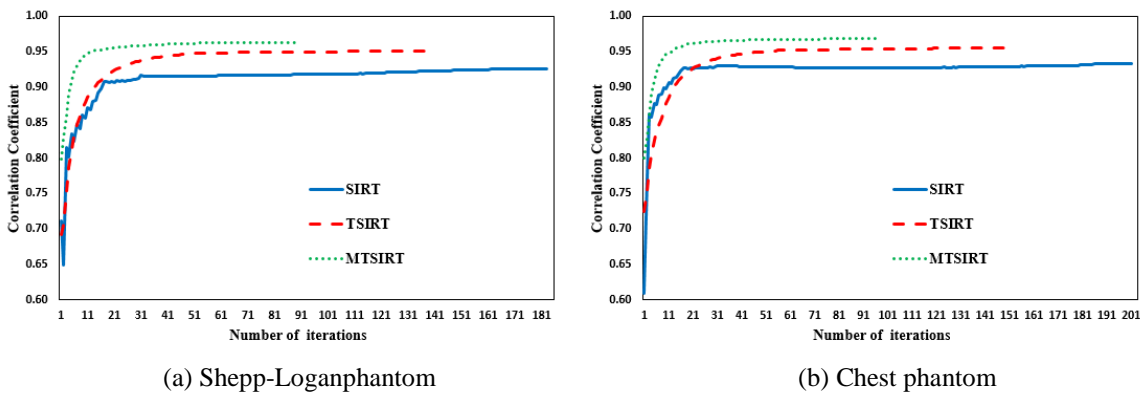 1.00
0.95
0.90
0.85
0.80
0.75
0.70
0.65
0.60
Correlation Coefficient
SIRT
TSIRT
MTSIRT
1 11 21 31 41 51 61 71 81 91 101 111 121 131 141 151 161 171 181
Number of iterations
(a) Shepp-Loganphantom
1.00
0.95
0.90
0.85
0.80
0.75
0.70
0.65
0.60
Correlation Coefficient
SIRT
TSIRT
MTSIRT
1 11 21 31 41 51 61 71 81 91 101 111 121 131 141 151 161 171 181 191 201
Number of iterations
(b) Chest phantom